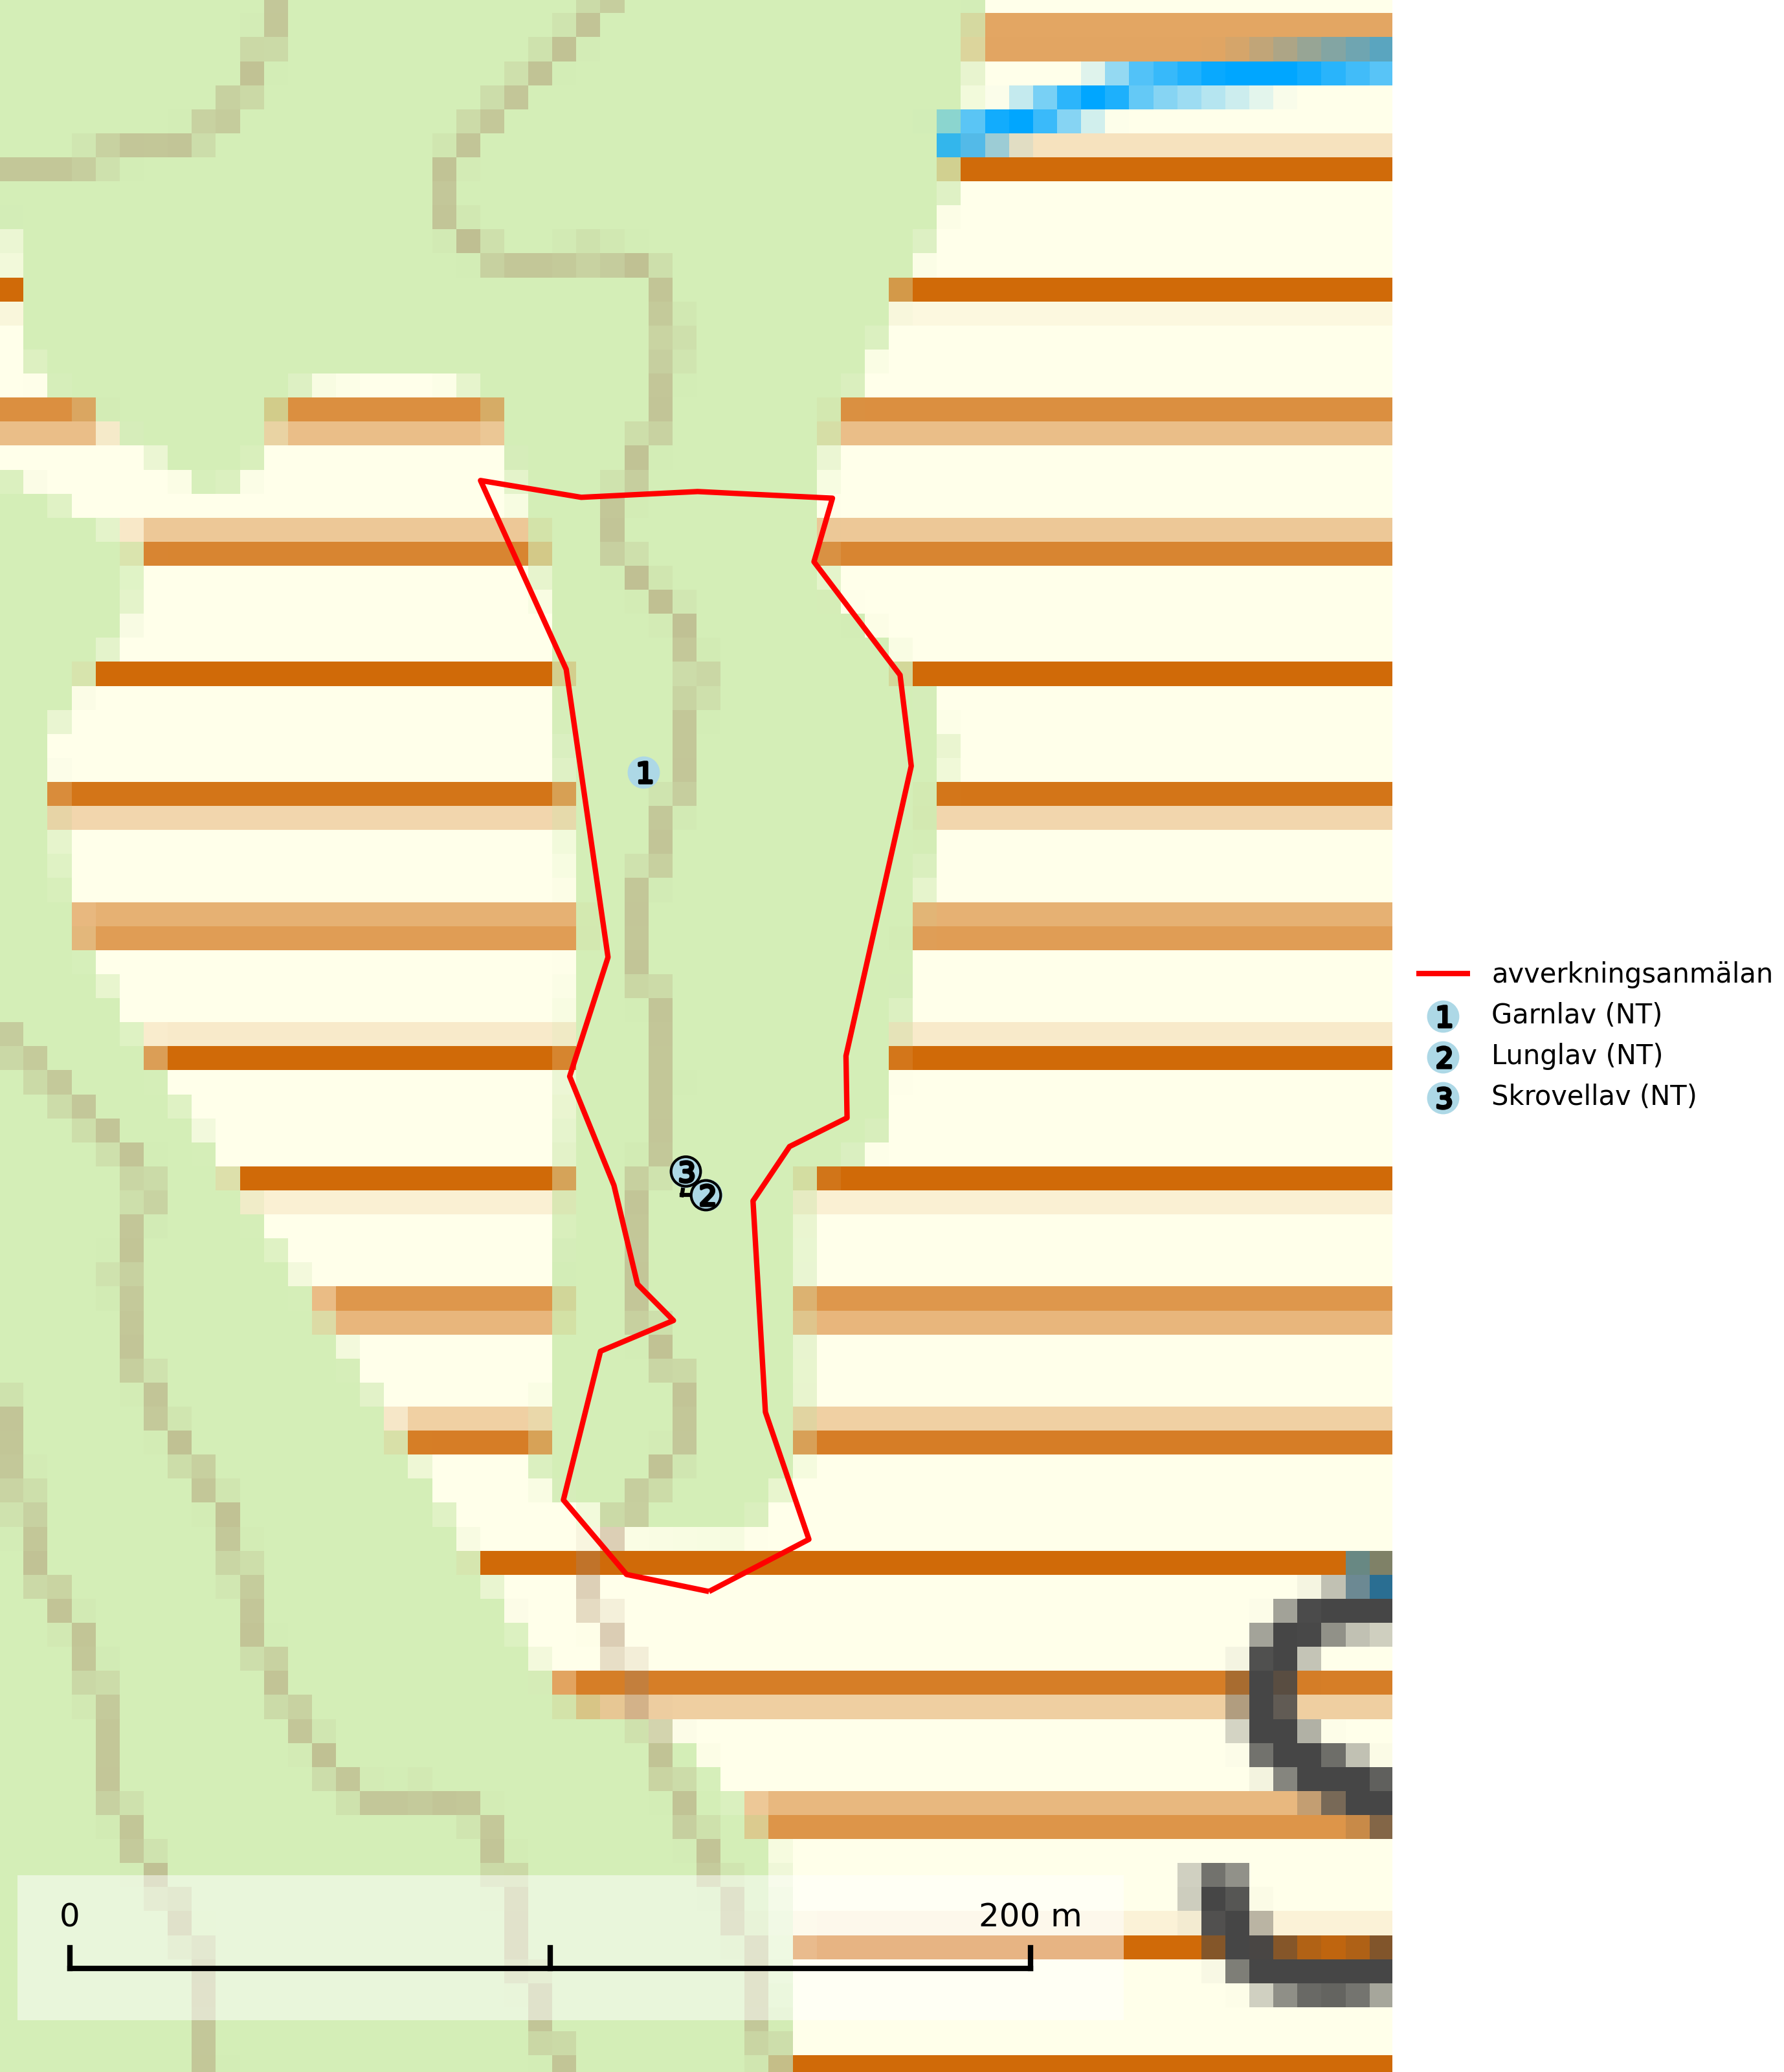 1
3
2
avverkningsanmälan
1 Garnlav (NT)
2 Lunglav (NT)
3 Skrovellav (NT)
0 200 m